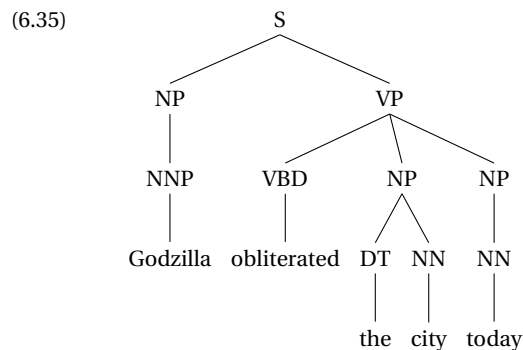 (6.35) S
NP VP
NNP VBD NP NP
Godzilla obliterated DT NN NN
the city today